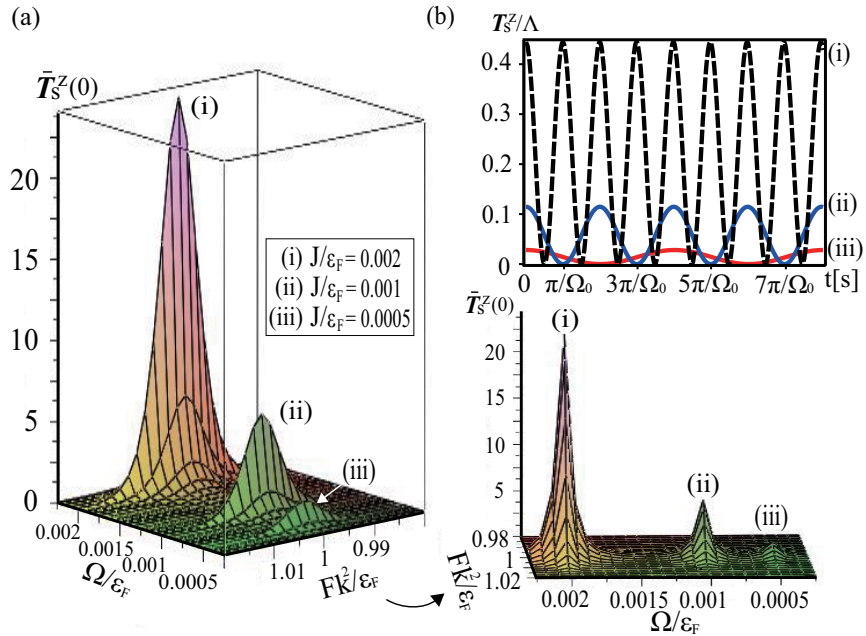 (a)
T̄sᶻ(0)
(i)
20
15
10
5
0
(i) J/εF = 0.002
(ii) J/εF = 0.001
(iii) J/εF = 0.0005
(ii)
(iii)
0.002
0.0015
0.001
0.0005
Ω/εF
1.01
1
0.99
Fk̄²/εF
(b)
Tsᶻ/Λ
0.4
0.3
0.2
0.1
0
(i)
(ii)
(iii)
0
π/Ω₀
3π/Ω₀
5π/Ω₀
7π/Ω₀
t[s]
T̄sᶻ(0)
(i)
20
15
10
5
(ii)
(iii)
0.98
1
1.02
Fk̄²/εF
0.002
0.0015
0.001
0.0005
Ω/εF